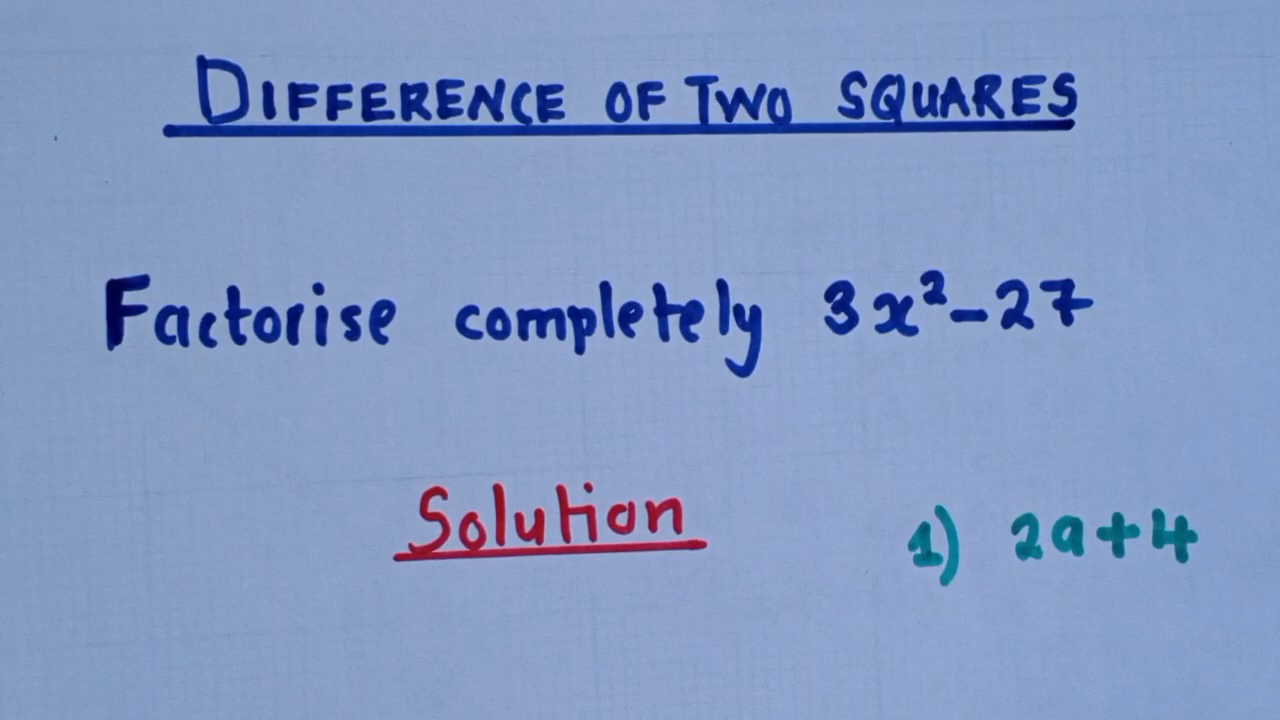 DIFFERENCE OF TWO SQUARES
Factorise completely 3x²-27
Solution
1) 2a+4